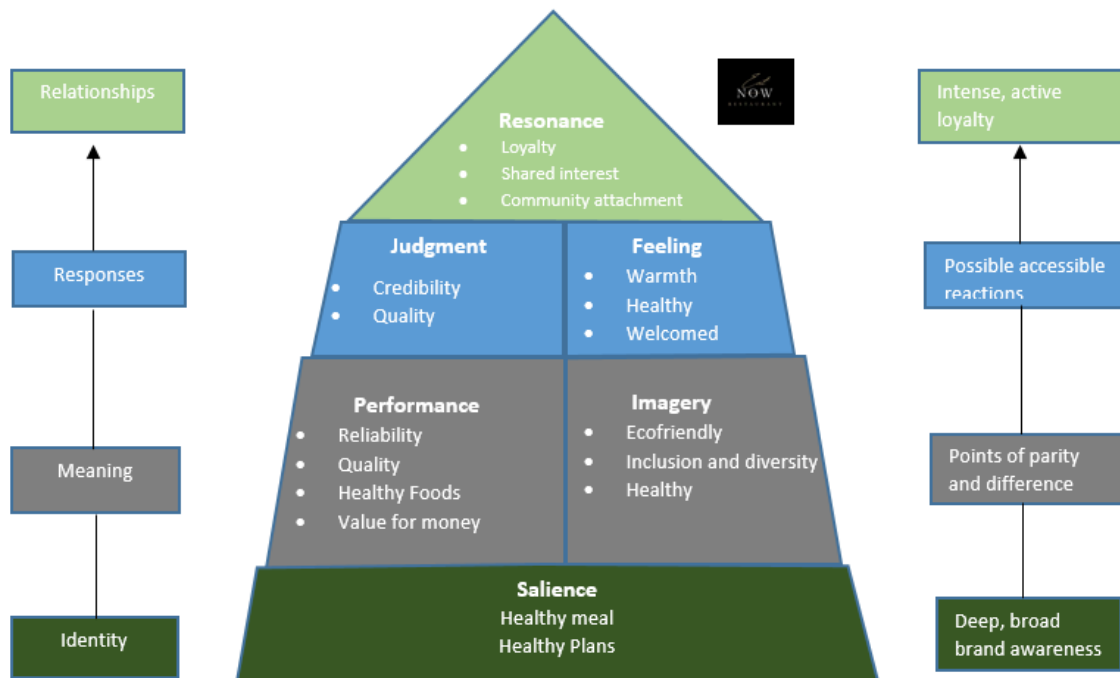 Relationships
Responses
Meaning
Identity
Resonance
Loyalty
Shared interest
Community attachment
Judgment
Credibility
Quality
Feeling
Warmth
Healthy
Welcomed
Performance
Reliability
Quality
Healthy Foods
Value for money
Imagery
Ecofriendly
Inclusion and diversity
Healthy
Salience
Healthy meal
Healthy Plans
NOW
RESTAURANT
Intense, active
loyalty
Possible accessible
reactions
Points of parity
and difference
Deep, broad
brand awareness